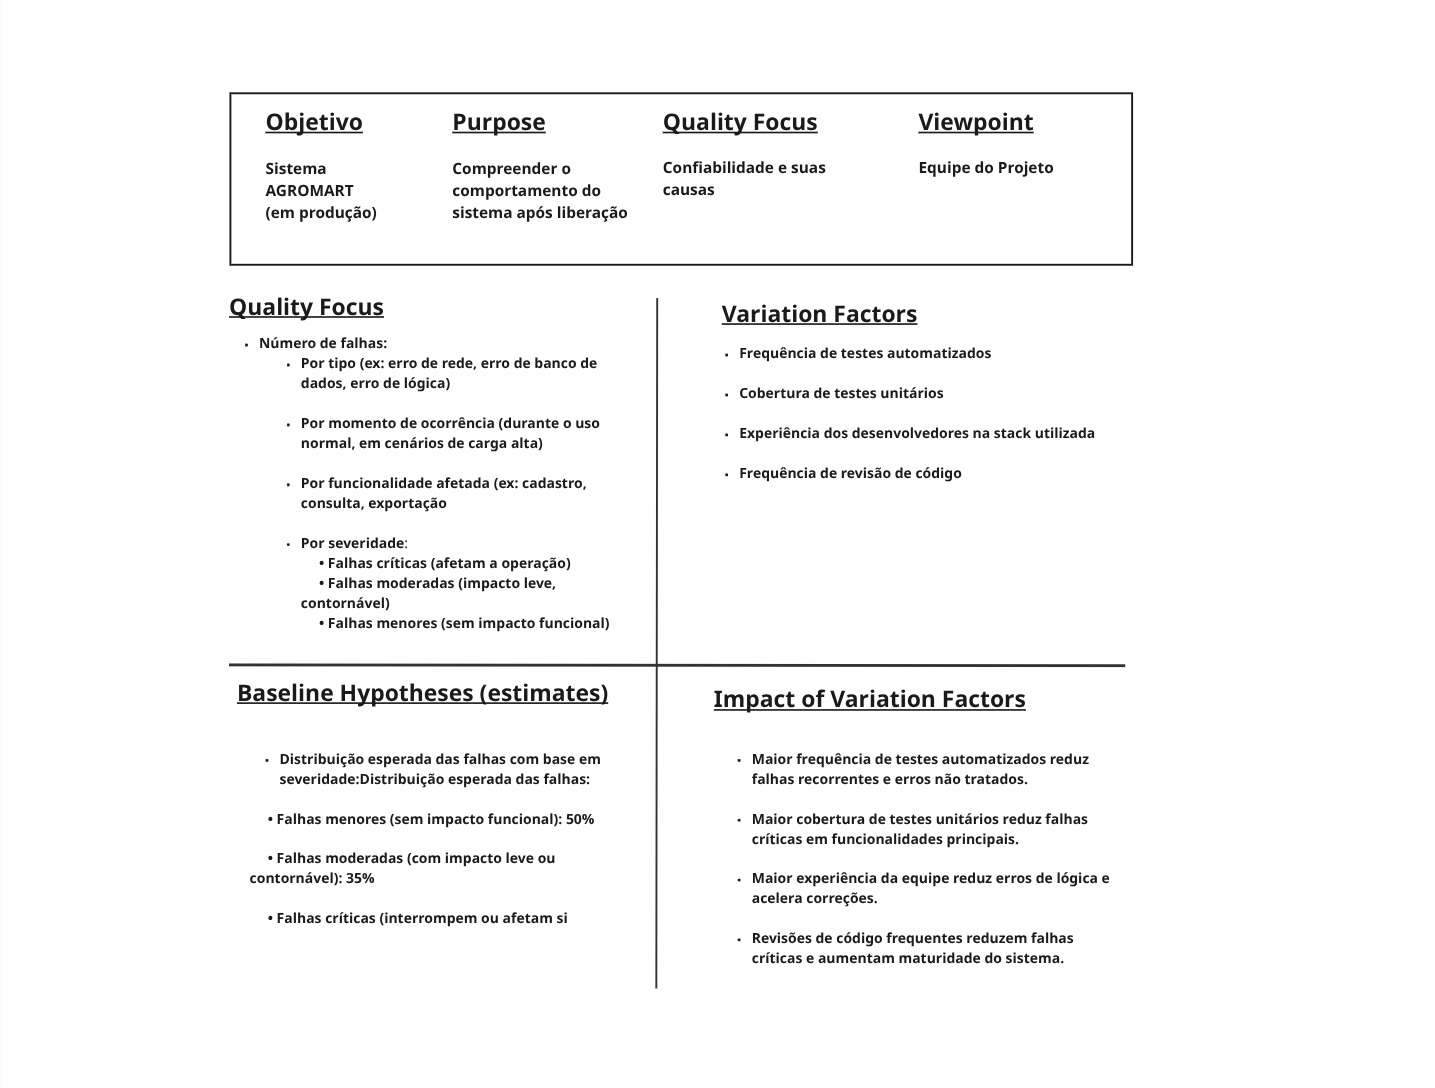 Objetivo
Sistema
AGROMART
(em produção)
Purpose
Compreender o
comportamento do
sistema após liberação
Quality Focus
Confiabilidade e suas
causas
Viewpoint
Equipe do Projeto
Quality Focus
▪ Número de falhas:
▪ Por tipo (ex: erro de rede, erro de banco de
dados, erro de lógica)
▪ Por momento de ocorrência (durante o uso
normal, em cenários de carga alta)
▪ Por funcionalidade afetada (ex: cadastro,
consulta, exportação
▪ Por severidade:
• Falhas críticas (afetam a operação)
• Falhas moderadas (impacto leve,
contornável)
• Falhas menores (sem impacto funcional)
Variation Factors
▪ Frequência de testes automatizados
▪ Cobertura de testes unitários
▪ Experiência dos desenvolvedores na stack utilizada
▪ Frequência de revisão de código
Baseline Hypotheses (estimates)
▪ Distribuição esperada das falhas com base em
severidade:Distribuição esperada das falhas:
• Falhas menores (sem impacto funcional): 50%
• Falhas moderadas (com impacto leve ou
contornável): 35%
• Falhas críticas (interrompem ou afetam si
Impact of Variation Factors
▪ Maior frequência de testes automatizados reduz
falhas recorrentes e erros não tratados.
▪ Maior cobertura de testes unitários reduz falhas
críticas em funcionalidades principais.
▪ Maior experiência da equipe reduz erros de lógica e
acelera correções.
▪ Revisões de código frequentes reduzem falhas
críticas e aumentam maturidade do sistema.